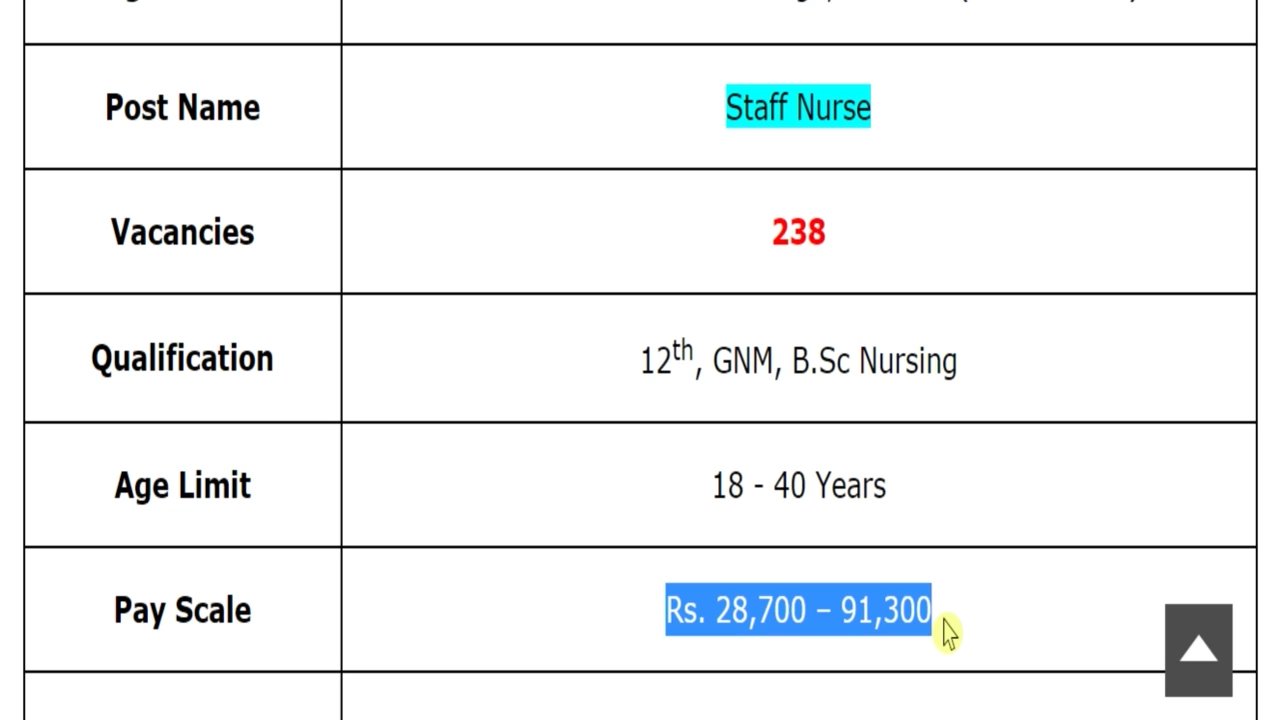 Post Name
Staff Nurse
Vacancies
238
Qualification
12th, GNM, B.Sc Nursing
Age Limit
18 - 40 Years
Pay Scale
Rs. 28,700 – 91,300